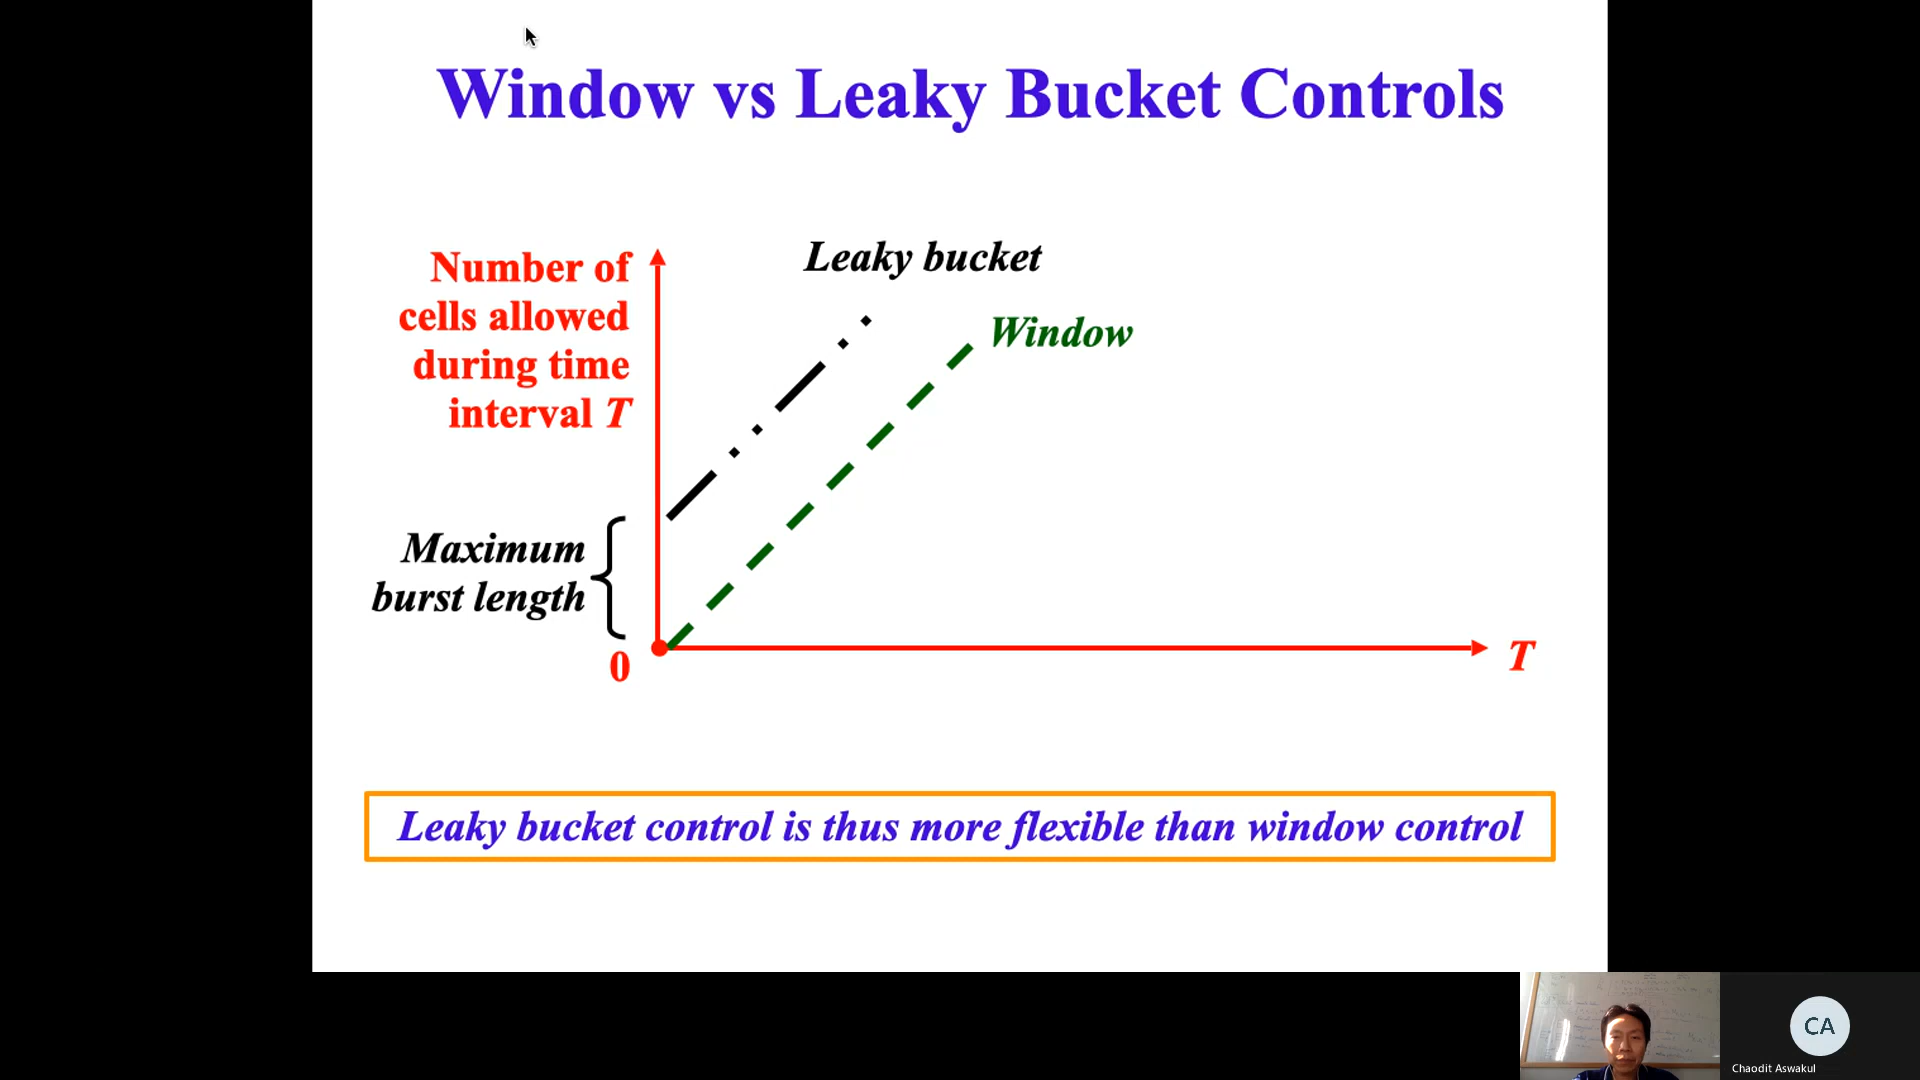 Window vs Leaky Bucket Controls
Number of
cells allowed
during time
interval T
Leaky bucket
Window
Maximum
burst length
0
T
Leaky bucket control is thus more flexible than window control
CA
Chaodit Aswakul